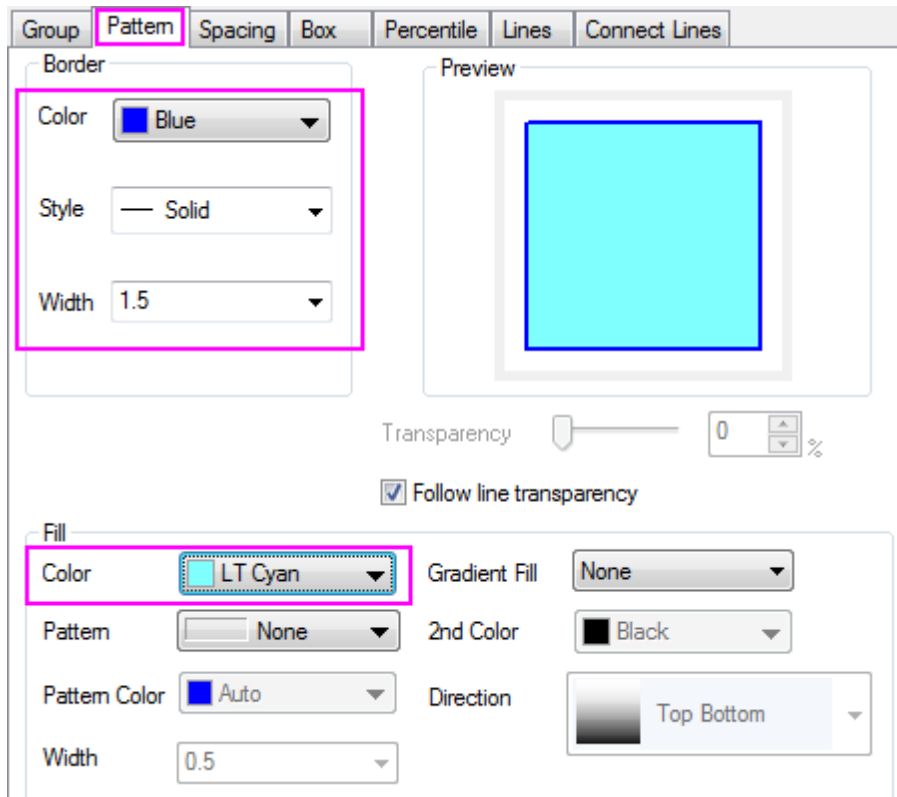 Group Pattern Spacing Box Percentile Lines Connect Lines
Border
Color Blue
Style Solid
Width 1.5
Preview
Transparency 0 %
Follow line transparency
Fill
Color LT Cyan Gradient Fill None
Pattern None 2nd Color Black
Pattern Color Auto Direction Top Bottom
Width 0.5